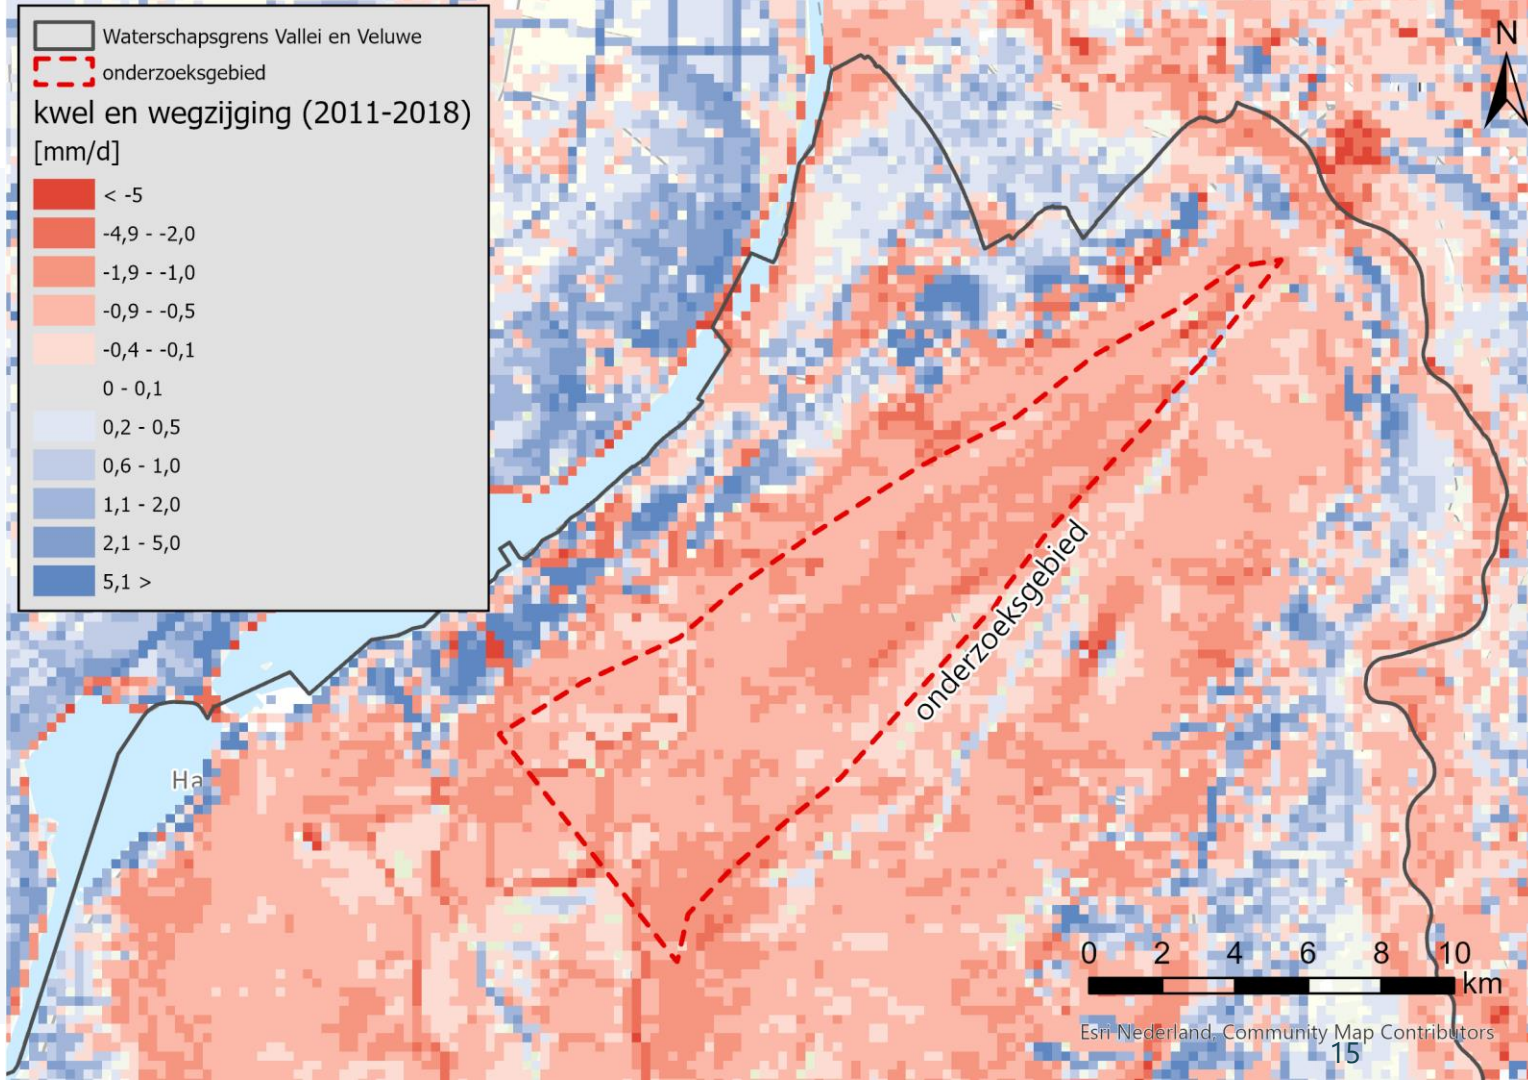 Waterschapsgrens Vallei en Veluwe
onderzoeksgebied
kwel en wegzijging (2011-2018)
[mm/d]
< -5
-4,9 - -2,0
-1,9 - -1,0
-0,9 - -0,5
-0,4 - -0,1
0 - 0,1
0,2 - 0,5
0,6 - 1,0
1,1 - 2,0
2,1 - 5,0
5,1 >
N
onderzoeksgebied
Ha
0 2 4 6 8 10
km
Esri Nederland, Community Map Contributors
15